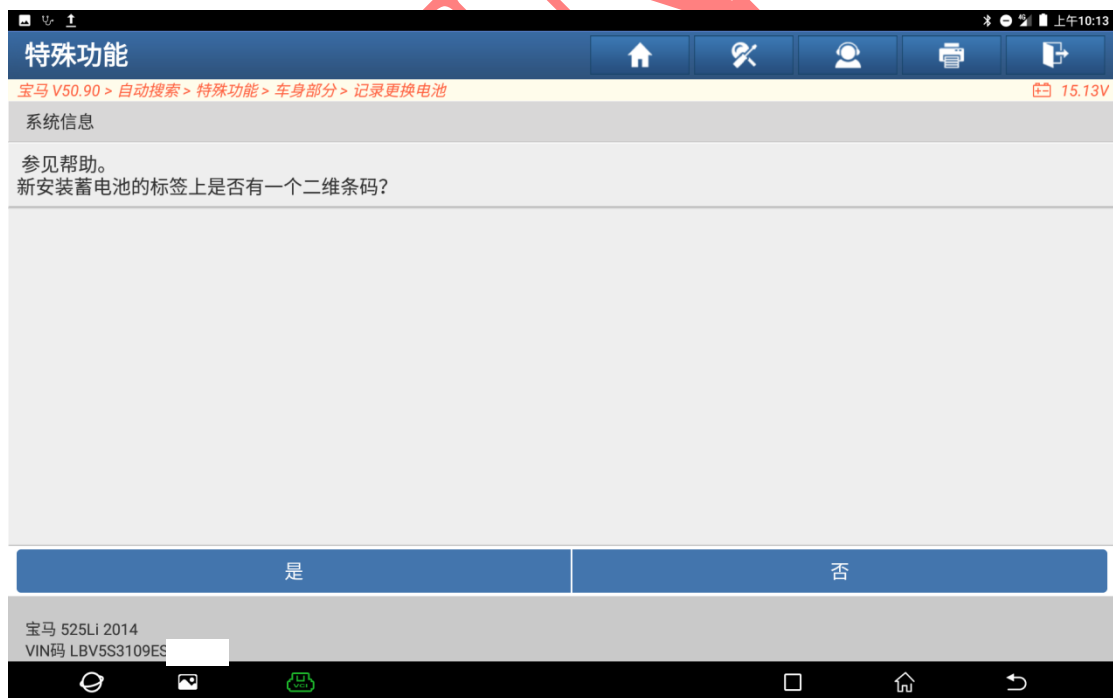 上午10:13
特殊功能
宝马 V50.90 > 自动搜索 > 特殊功能 > 车身部分 > 记录更换电池
15.13V
系统信息
参见帮助。
新安装蓄电池的标签上是否有一个二维条码?
是
否
宝马 525Li 2014
VIN码 LBV5S3109ES
VCI